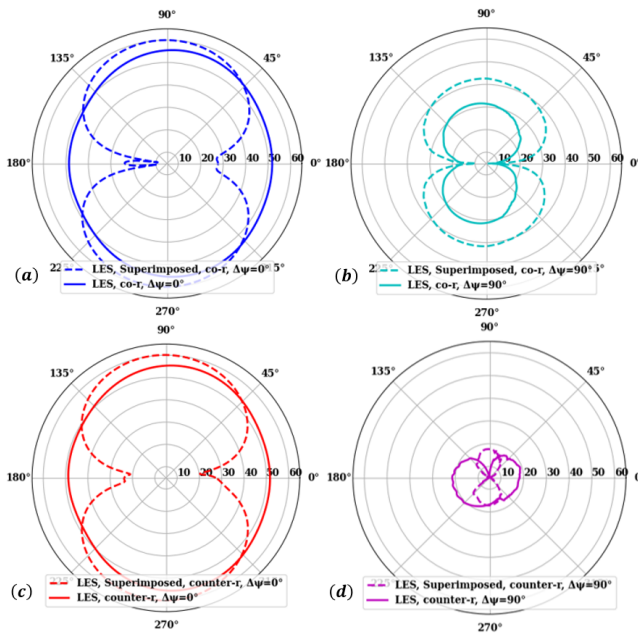 90°
90°
135°
45°
135°
45°
180°
10 20 30 40 50 60
0°
180°
10 20 30 40 50 60
0°
(a)
LES, Superimposed, co-r, Δψ=0°
LES, co-r, Δψ=0°
(b)
LES, Superimposed, co-r, Δψ=90°
LES, co-r, Δψ=90°
270°
270°
90°
90°
135°
45°
135°
45°
180°
10 20 30 40 50 60
0°
180°
10 20 30 40 50 60
0°
(c)
LES, Superimposed, counter-r, Δψ=0°
LES, counter-r, Δψ=0°
(d)
LES, Superimposed, counter-r, Δψ=90°
LES, counter-r, Δψ=90°
270°
270°